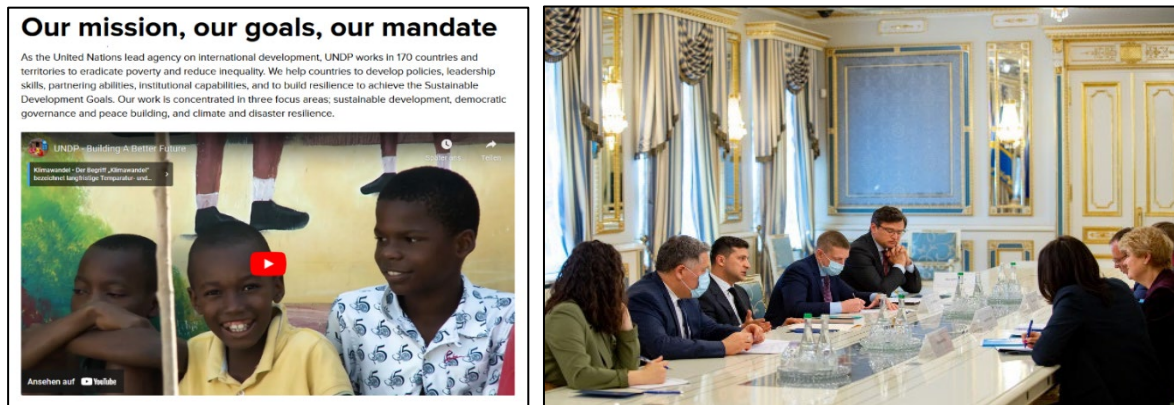 Our mission, our goals, our mandate
As the United Nations lead agency on international development, UNDP works in 170 countries and
territories to eradicate poverty and reduce inequality. We help countries to develop policies, leadership
skills, partnering abilities, institutional capabilities, and to build resilience to achieve the Sustainable
Development Goals. Our work is concentrated in three focus areas; sustainable development, democratic
governance and peace building, and climate and disaster resilience.
UNDP - Building A Better Future
Später ans...
Teilen
Klimawandel - Der Begriff „Klimawandel"
bezeichnet langfristige Temperatur- und...
Ansehen auf YouTube